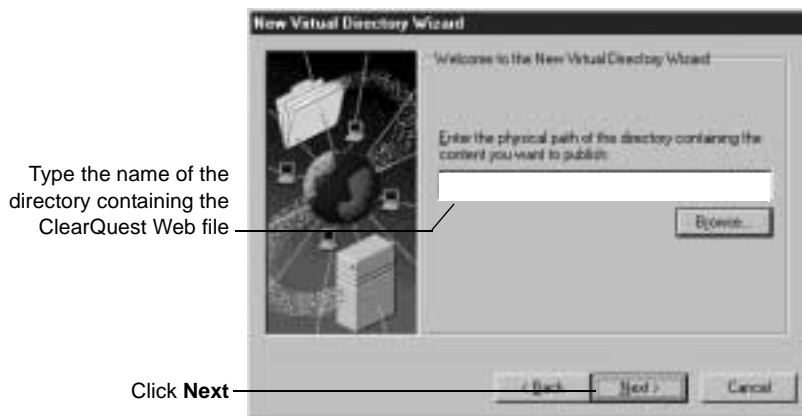 New Virtual Directory Wizard
Welcome to the New Virtual Directory Wizard
Enter the physical path of the directory containing the
content you want to publish:
Type the name of the
directory containing the
ClearQuest Web file
Browse...
Click Next
< Back
Next >
Cancel